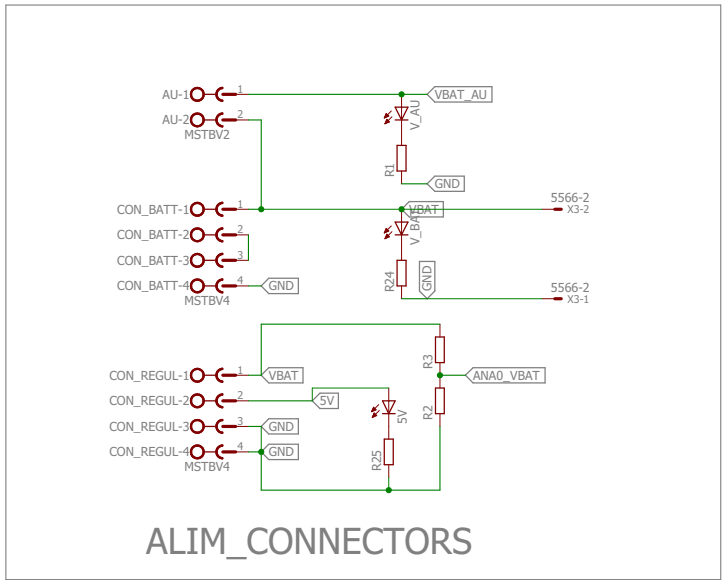 AU-1
1
VBAT_AU
AU-2
2
MSTBV2
V_AU
R1
GND
CON_BATT-1
1
VBAT
5566-2
X3-2
CON_BATT-2
2
V_BAT
CON_BATT-3
3
CON_BATT-4
4
GND
MSTBV4
R24
GND
5566-2
X3-1
R3
CON_REGUL-1
1
VBAT
ANA0_VBAT
CON_REGUL-2
2
5V
5V
R2
CON_REGUL-3
3
GND
CON_REGUL-4
4
GND
MSTBV4
R25
ALIM_CONNECTORS